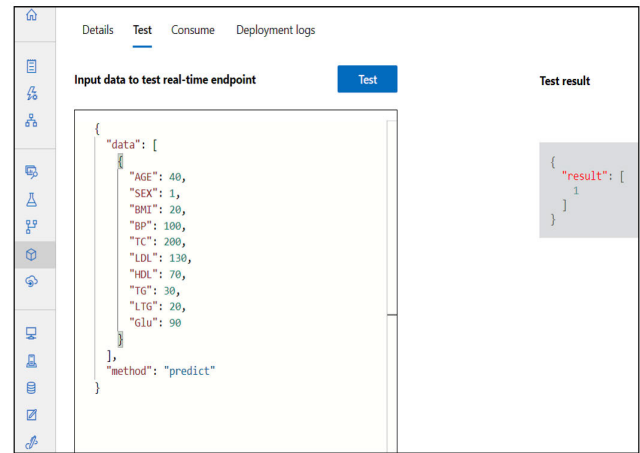 Details Test Consume Deployment logs
Input data to test real-time endpoint
Test
Test result
{
"data": [
{
"AGE": 40,
"SEX": 1,
"BMI": 20,
"BP": 100,
"TC": 200,
"LDL": 130,
"HDL": 70,
"TG": 30,
"LTG": 20,
"Glu": 90
}
],
"method": "predict"
}
{
"result": [
1
]
}